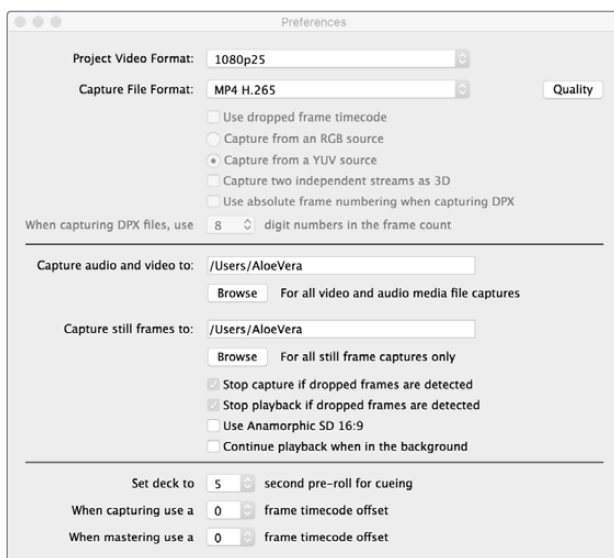 Preferences
Project Video Format: 1080p25
Capture File Format: MP4 H.265 Quality
Use dropped frame timecode
Capture from an RGB source
Capture from a YUV source
Capture two independent streams as 3D
Use absolute frame numbering when capturing DPX
When capturing DPX files, use 8 digit numbers in the frame count
Capture audio and video to: /Users/AloeVera
Browse For all video and audio media file captures
Capture still frames to: /Users/AloeVera
Browse For all still frame captures only
Stop capture if dropped frames are detected
Stop playback if dropped frames are detected
Use Anamorphic SD 16:9
Continue playback when in the background
Set deck to 5 second pre-roll for cueing
When capturing use a 0 frame timecode offset
When mastering use a 0 frame timecode offset